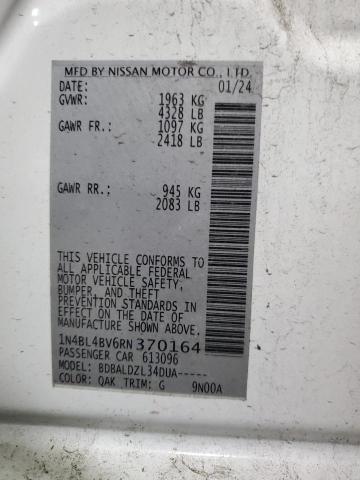 MFD BY NISSAN MOTOR CO., LTD.
DATE: 01/24
GVWR: 1963 KG
4328 LB
GAWR FR: 1097 KG
2418 LB
GAWR RR: 945 KG
2083 LB
THIS VEHICLE CONFORMS TO
ALL APPLICABLE FEDERAL
MOTOR VEHICLE SAFETY,
BUMPER, AND THEFT
PREVENTION STANDARDS IN
EFFECT ON THE DATE OF
MANUFACTURE SHOWN ABOVE.
1N4BL4BV6RN370164
PASSENGER CAR 613096
MODEL: BDBALDZL34DUA-----
COLOR: QAK TRIM: G 9N00A